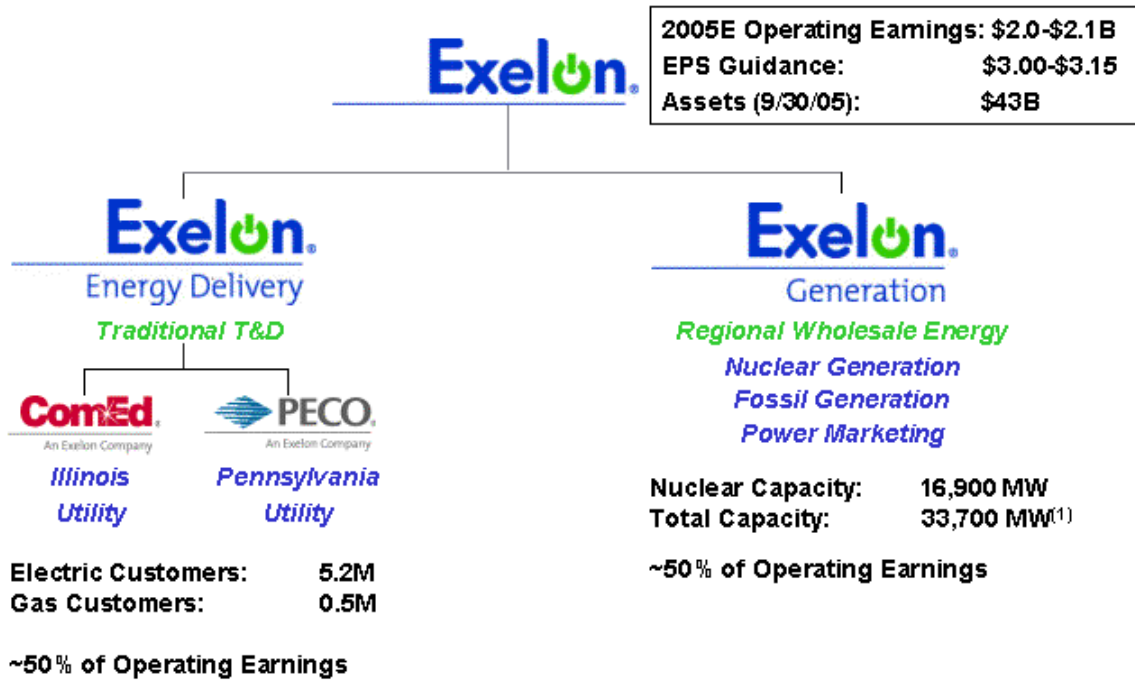 Exelon®
2005E Operating Earnings: $2.0-$2.1B
EPS Guidance: $3.00-$3.15
Assets (9/30/05): $43B
Exelon®
Energy Delivery
Traditional T&D
ComEd®
An Exelon Company
Illinois
Utility
PECO®
An Exelon Company
Pennsylvania
Utility
Electric Customers: 5.2M
Gas Customers: 0.5M
~50% of Operating Earnings
Exelon®
Generation
Regional Wholesale Energy
Nuclear Generation
Fossil Generation
Power Marketing
Nuclear Capacity: 16,900 MW
Total Capacity: 33,700 MW(1)
~50% of Operating Earnings